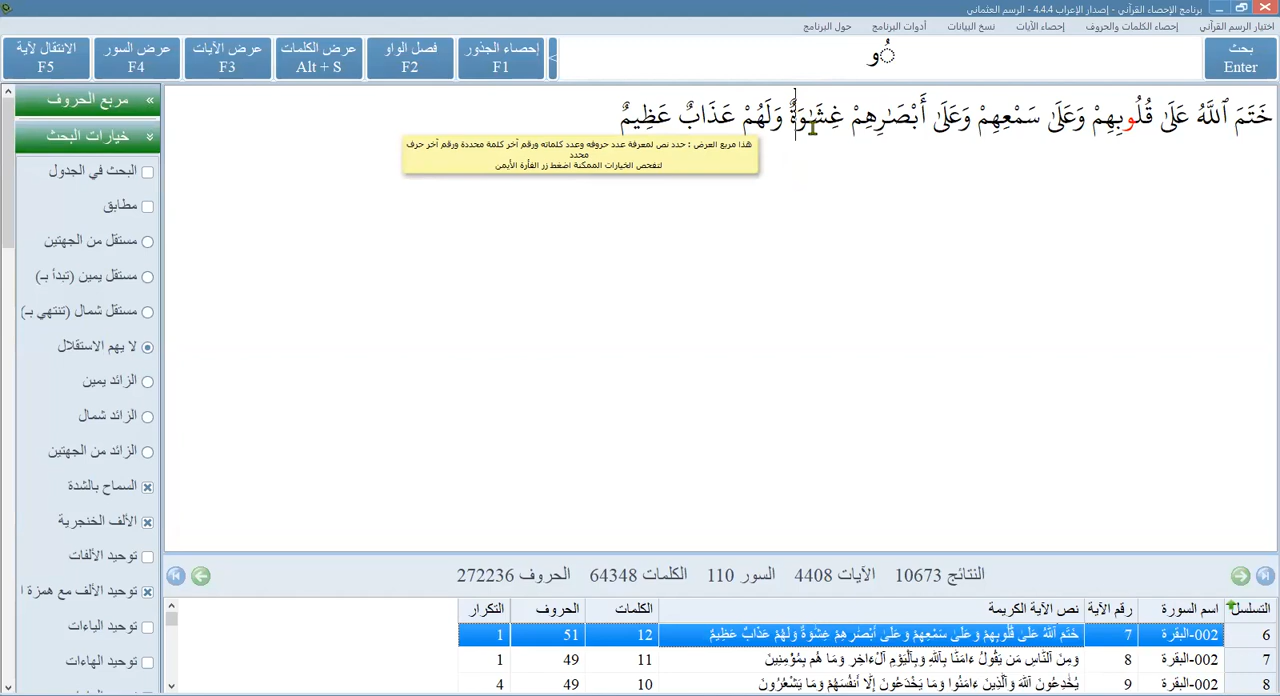 برنامج الإحصاء القرآني - إصدار الإعراب 4.4.4 - الرسم العثماني
اختيار الرسم القرآني إحصاء الكلمات والحروف إحصاء الآيات نسخ البيانات أدوات البرنامج حول البرنامج
بحث
Enter
ُو
<
إحصاء الجذور
F1
فصل الواو
F2
عرض الكلمات
Alt + S
عرض الآيات
F3
عرض السور
F4
الانتقال لآية
F5
خَتَمَ ٱللَّهُ عَلَىٰ قُلُوبِهِمْ وَعَلَىٰ سَمْعِهِمْ وَعَلَىٰ أَبْصَـٰرِهِمْ غِشَـٰوَةٌ وَلَهُمْ عَذَابٌ عَظِيمٌ
هذا مربع العرض : حدد نص لمعرفة عدد حروفه وعدد كلماته ورقم آخر كلمة محددة ورقم آخر حرف
محدد
لتفحص الخيارات الممكنة اضغط زر الفأرة الأيمن
مربع الحروف
خيارات البحث
البحث في الجدول
مطابق
مستقل من الجهتين
مستقل يمين (تبدأ بـ)
مستقل شمال (تنتهي بـ)
لا يهم الاستقلال
الزائد يمين
الزائد شمال
الزائد من الجهتين
السماح بالشدة
الألف الخنجرية
توحيد الألفات
توحيد الألف مع همزة ا
توحيد الياءات
توحيد الهاءات
النتائج 10673 الآيات 4408 السور 110 الكلمات 64348 الحروف 272236
التسلسل اسم السورة رقم الآية نص الآية الكريمة الكلمات الحروف التكرار
6 002-البقرة 7 خَتَمَ ٱللَّهُ عَلَىٰ قُلُوبِهِمْ وَعَلَىٰ سَمْعِهِمْ وَعَلَىٰ أَبْصَـٰرِهِمْ غِشَـٰوَةٌ وَلَهُمْ عَذَابٌ عَظِيمٌ 12 51 1
7 002-البقرة 8 وَمِنَ ٱلنَّاسِ مَن يَقُولُ ءَامَنَّا بِٱللَّهِ وَبِٱلْيَوْمِ ٱلْـَٔاخِرِ وَمَا هُم بِمُؤْمِنِينَ 11 49 1
8 002-البقرة 9 يُخَـٰدِعُونَ ٱللَّهَ وَٱلَّذِينَ ءَامَنُوا۟ وَمَا يَخْدَعُونَ إِلَّآ أَنفُسَهُمْ وَمَا يَشْعُرُونَ 10 49 4